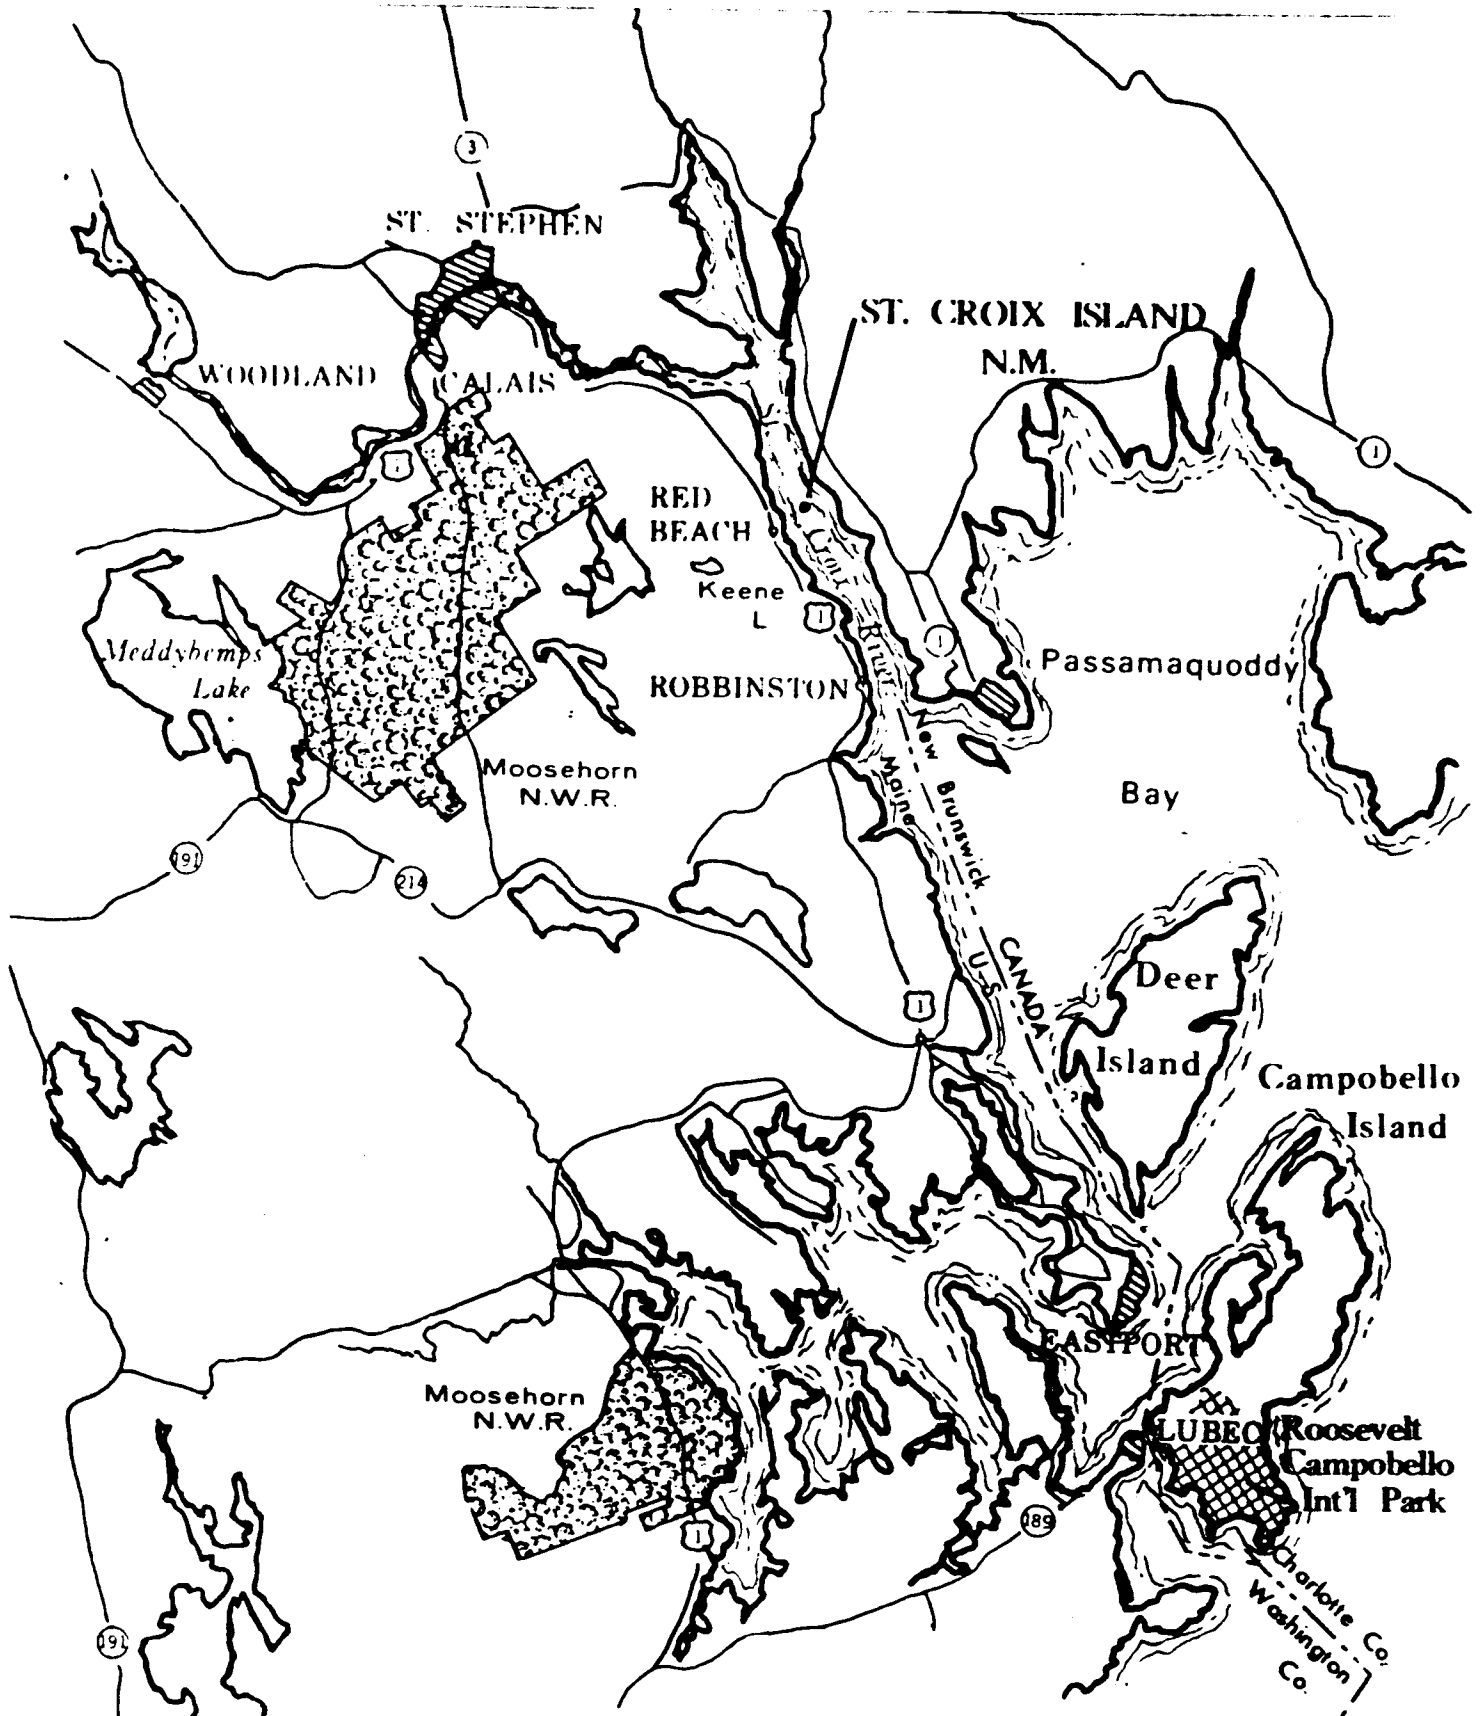 3
ST. STEPHEN
ST. CROIX ISLAND
N.M.
WOODLAND
CALAIS
1
1
RED
BEACH
Keene
L
1
1
Croix
River
Meddybemps
Lake
ROBBINSTON
Passamaquoddy
Bay
Moosehorn
N.W.R.
New Brunswick
Maine
191
214
CANADA
U-S
Deer
Island
1
Campobello
Island
EASTPORT
Moosehorn
N.W.R.
LUBEC
Roosevelt
Campobello
Int'l Park
189
1
Charlotte Co.
Washington
Co.
191